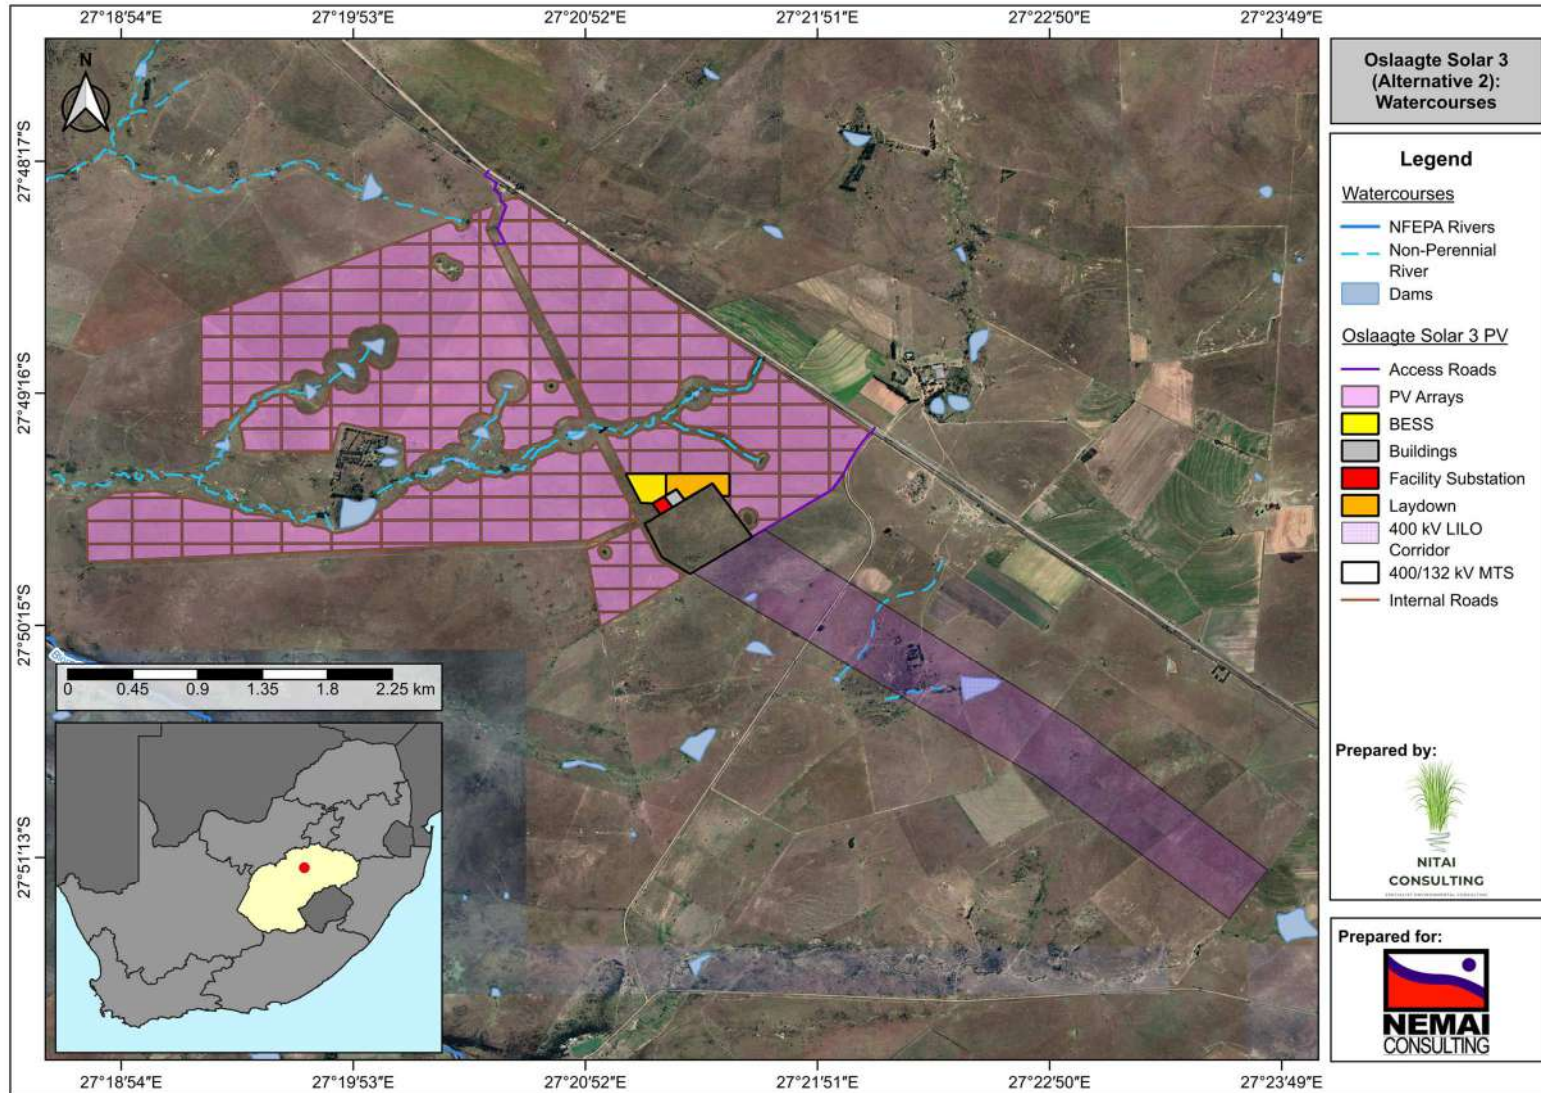 27°18'54"E 27°19'53"E 27°20'52"E 27°21'51"E 27°22'50"E 27°23'49"E
Oslaagte Solar 3
(Alternative 2):
Watercourses
N
27°48'17"S
27°49'16"S
27°50'15"S
27°51'13"S
Legend
Watercourses
NFEPA Rivers
Non-Perennial
River
Dams
Oslaagte Solar 3 PV
Access Roads
PV Arrays
BESS
Buildings
Facility Substation
Laydown
400 kV LILO
Corridor
400/132 kV MTS
Internal Roads
0 0.45 0.9 1.35 1.8 2.25 km
Prepared by:
NITAI
CONSULTING
SPECIALIST ENVIRONMENTAL CONSULTING
Prepared for:
NEMAI
CONSULTING
27°18'54"E 27°19'53"E 27°20'52"E 27°21'51"E 27°22'50"E 27°23'49"E